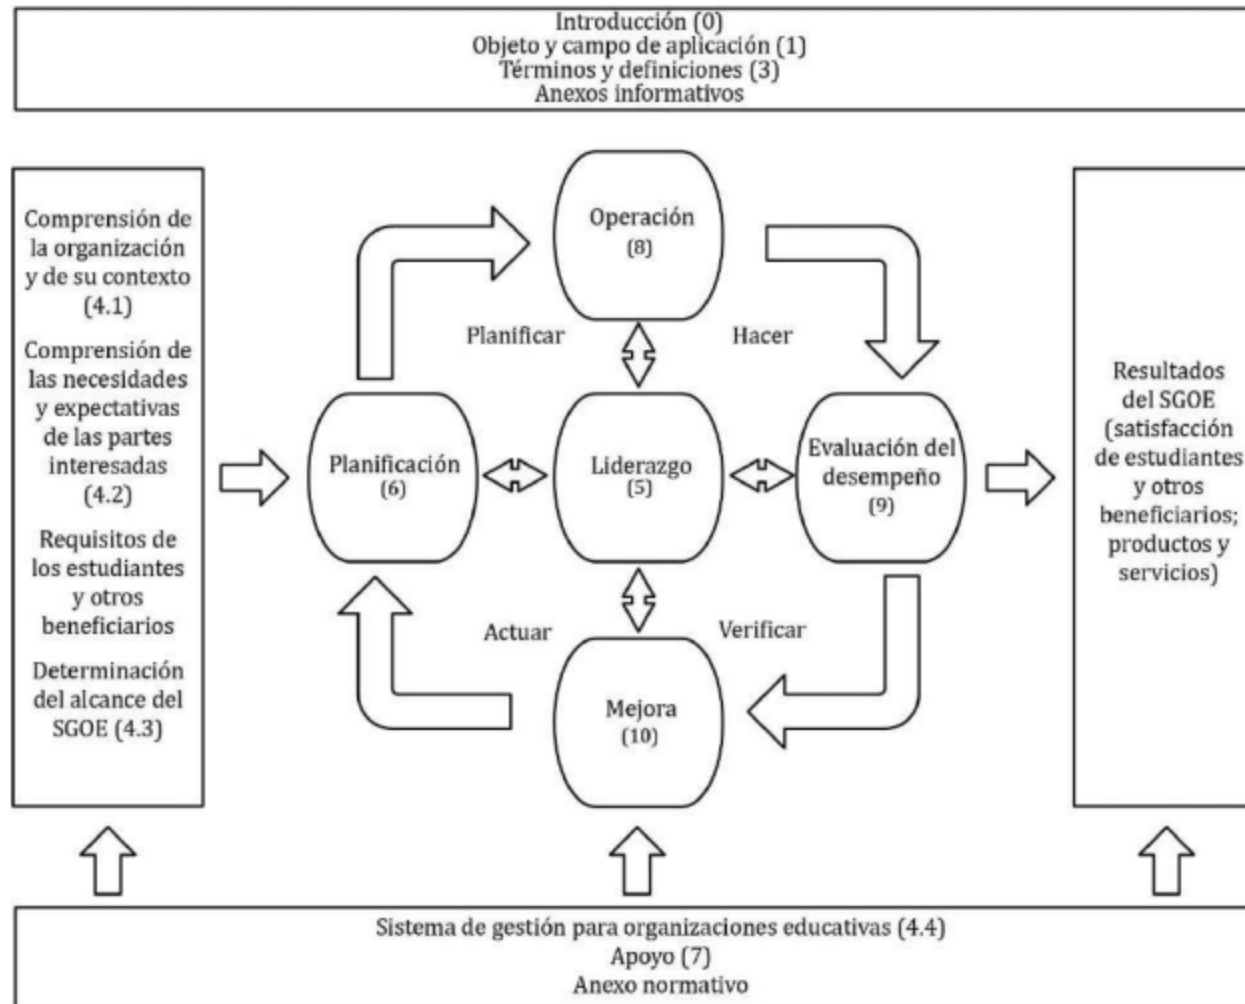 Introducción (0)
Objeto y campo de aplicación (1)
Términos y definiciones (3)
Anexos informativos
Comprensión de
la organización
y de su contexto
(4.1)
Comprensión de
las necesidades
y expectativas
de las partes
interesadas
(4.2)
Requisitos de
los estudiantes
y otros
beneficiarios
Determinación
del alcance del
SGOE (4.3)
Operación
(8)
Planificar
Hacer
Planificación
(6)
Liderazgo
(5)
Evaluación del
desempeño
(9)
Actuar
Verificar
Mejora
(10)
Resultados
del SGOE
(satisfacción
de estudiantes
y otros
beneficiarios;
productos y
servicios)
Sistema de gestión para organizaciones educativas (4.4)
Apoyo (7)
Anexo normativo